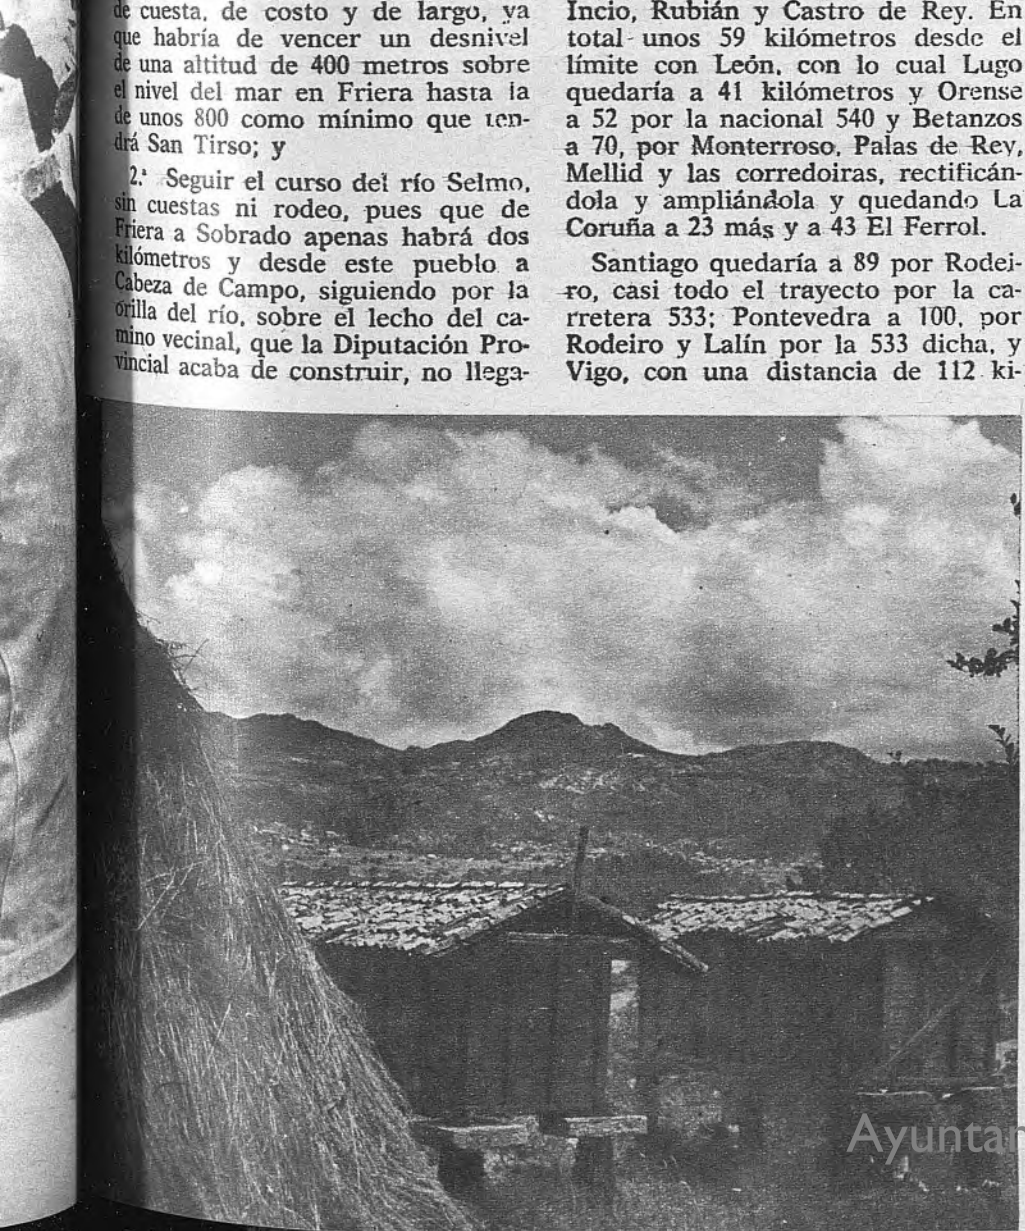 de cuesta, de costo y de largo, ya
que habría de vencer un desnivel
de una altitud de 400 metros sobre
el nivel del mar en Friera hasta la
de unos 800 como mínimo que ten-
drá San Tirso; y
2.ª Seguir el curso del río Selmo,
sin cuestas ni rodeo, pues que de
Friera a Sobrado apenas habrá dos
kilómetros y desde este pueblo a
Cabeza de Campo, siguiendo por la
orilla del río, sobre el lecho del ca-
mino vecinal, que la Diputación Pro-
vincial acaba de construir, no llega-
Incio, Rubián y Castro de Rey. En
total unos 59 kilómetros desde el
límite con León, con lo cual Lugo
quedaría a 41 kilómetros y Orense
a 52 por la nacional 540 y Betanzos
a 70, por Monterroso, Palas de Rey,
Mellid y las corredoiras, rectificán-
dola y ampliándola y quedando La
Coruña a 23 más y a 43 El Ferrol.
Santiago quedaría a 89 por Rodei-
ro, casi todo el trayecto por la ca-
rretera 533; Pontevedra a 100, por
Rodeiro y Lalín por la 533 dicha, y
Vigo, con una distancia de 112 ki-
Ayuntar